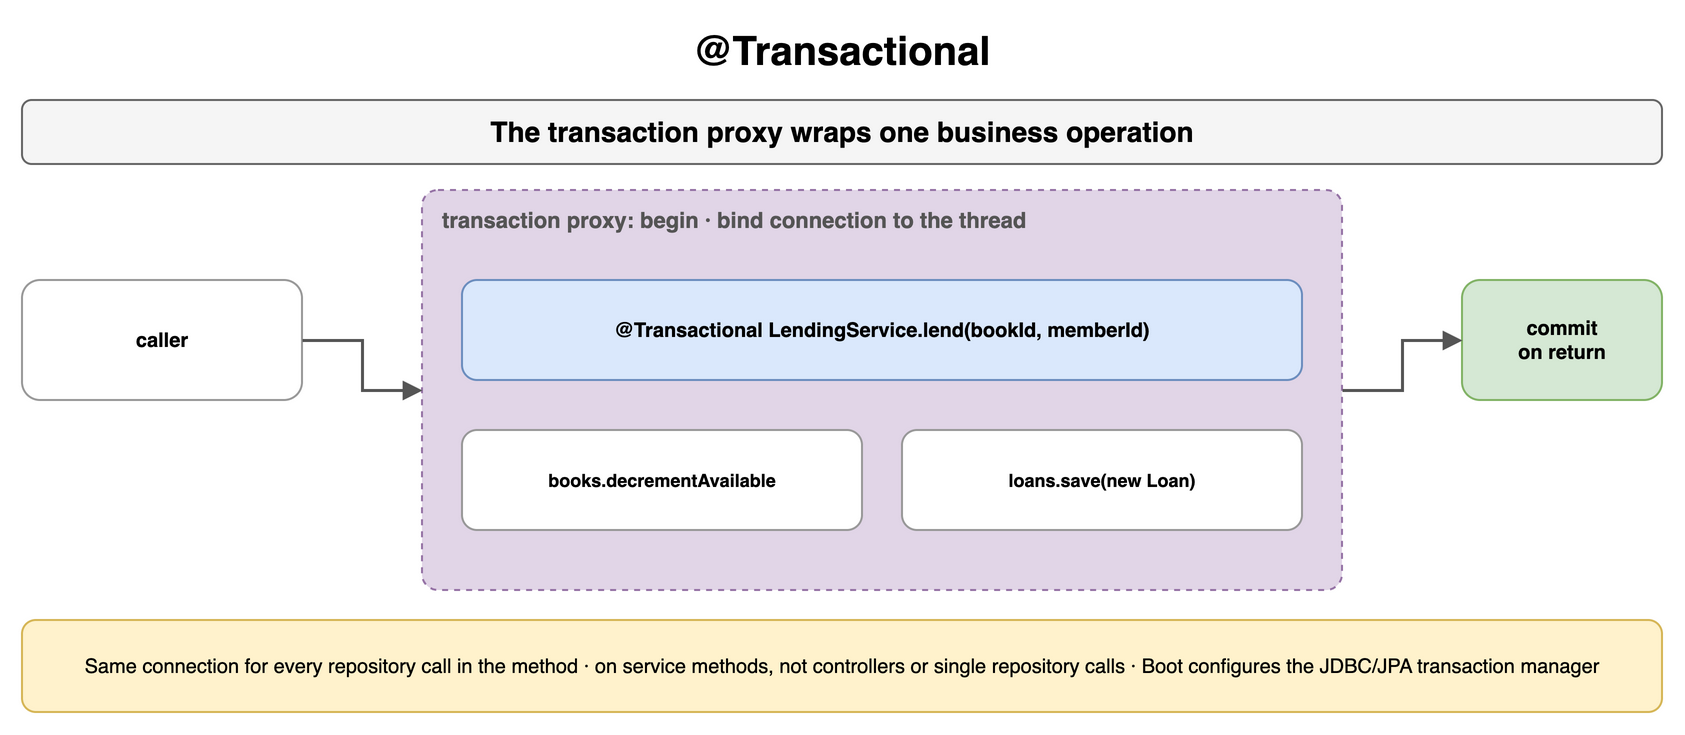 @Transactional
The transaction proxy wraps one business operation
transaction proxy: begin · bind connection to the thread
caller
@Transactional LendingService.lend(bookId, memberId)
commit
on return
books.decrementAvailable
loans.save(new Loan)
Same connection for every repository call in the method · on service methods, not controllers or single repository calls · Boot configures the JDBC/JPA transaction manager